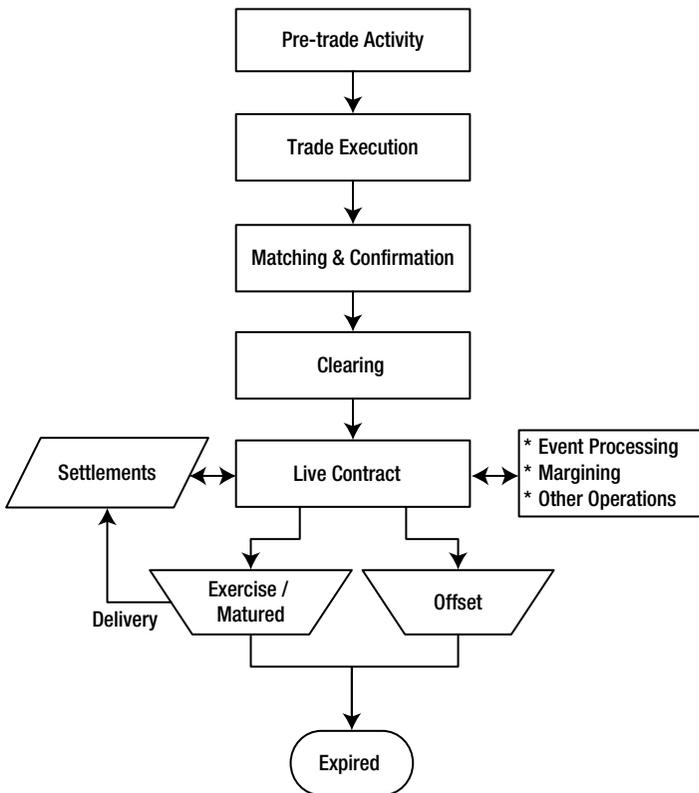 Pre-trade Activity
Trade Execution
Matching & Confirmation
Clearing
Settlements
Live Contract
* Event Processing
* Margining
* Other Operations
Exercise /
Matured
Offset
Delivery
Expired